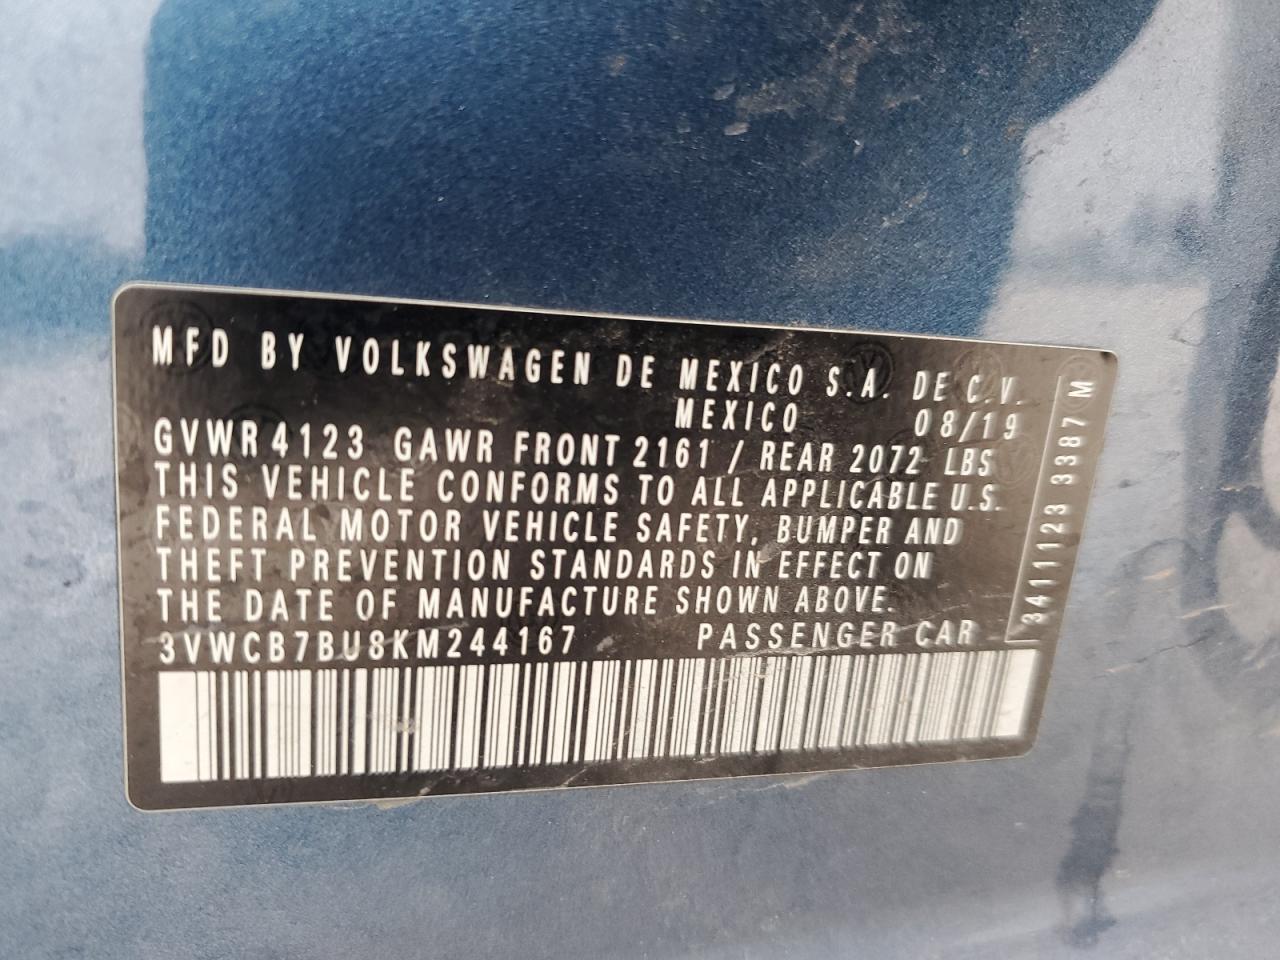 MFD BY VOLKSWAGEN DE MEXICO S.A. DE C.V.
MEXICO 08/19
GVWR 4123 GAWR FRONT 2161 / REAR 2072 LBS
THIS VEHICLE CONFORMS TO ALL APPLICABLE U.S.
FEDERAL MOTOR VEHICLE SAFETY, BUMPER AND
THEFT PREVENTION STANDARDS IN EFFECT ON
THE DATE OF MANUFACTURE SHOWN ABOVE.
3VWCB7BU8KM244167 PASSENGER CAR
3411123 3387 M